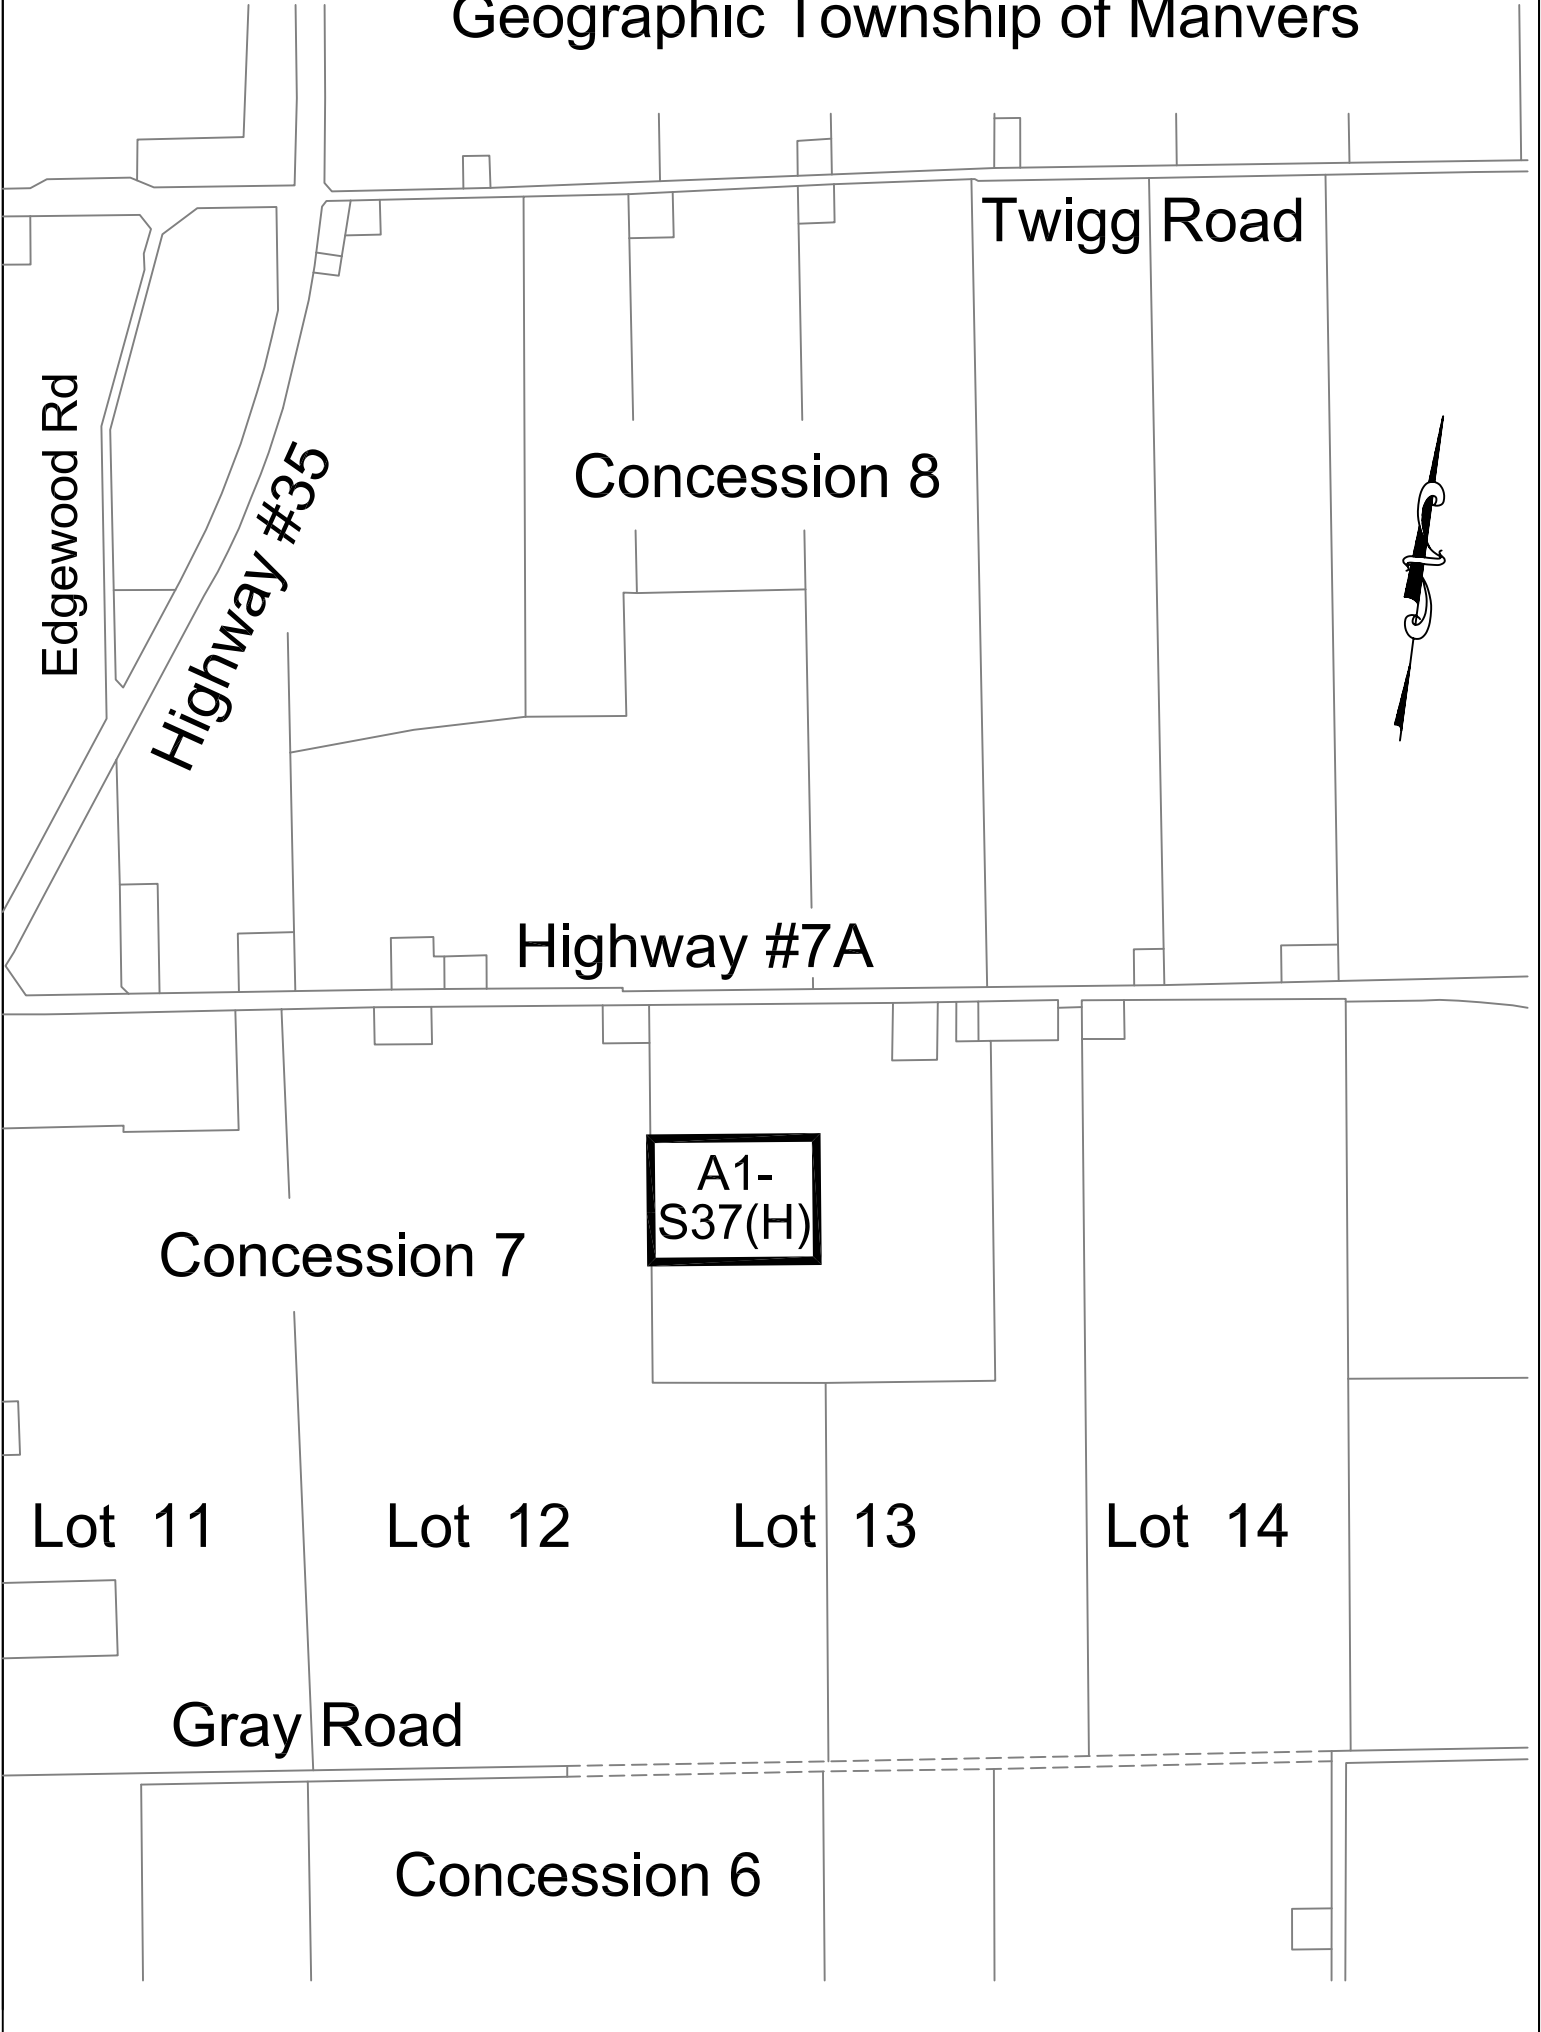 Geographic Township of Manvers
Twigg Road
Edgewood Rd
Highway #35
Concession 8
Highway #7A
A1-
S37(H)
Concession 7
Lot 11
Lot 12
Lot 13
Lot 14
Gray Road
Concession 6